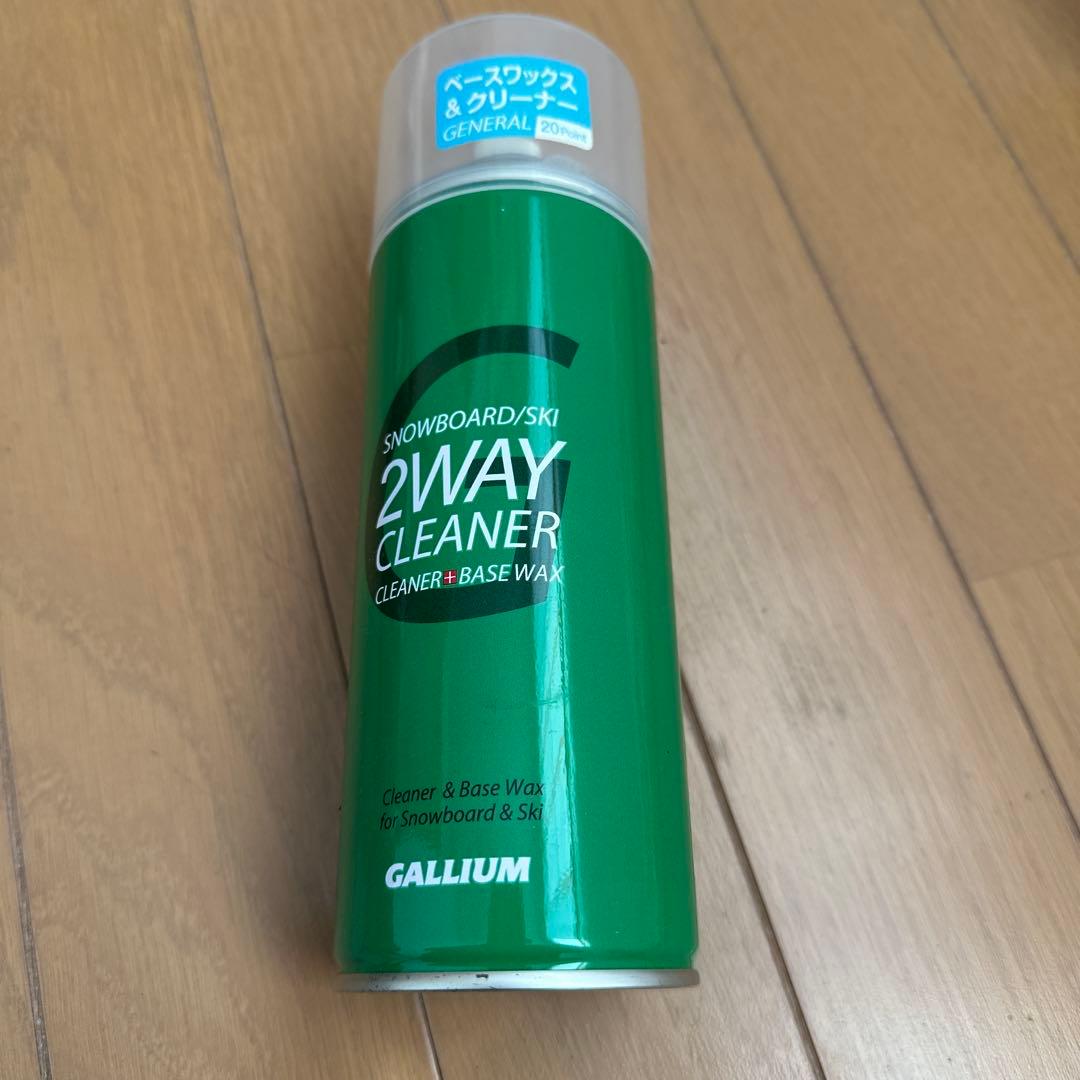 ベースワックス
& クリーナー
GENERAL 20Point
SNOWBOARD/SKI
2WAY
CLEANER
CLEANER+BASE WAX
Cleaner & Base Wax
for Snowboard & Ski
GALLIUM